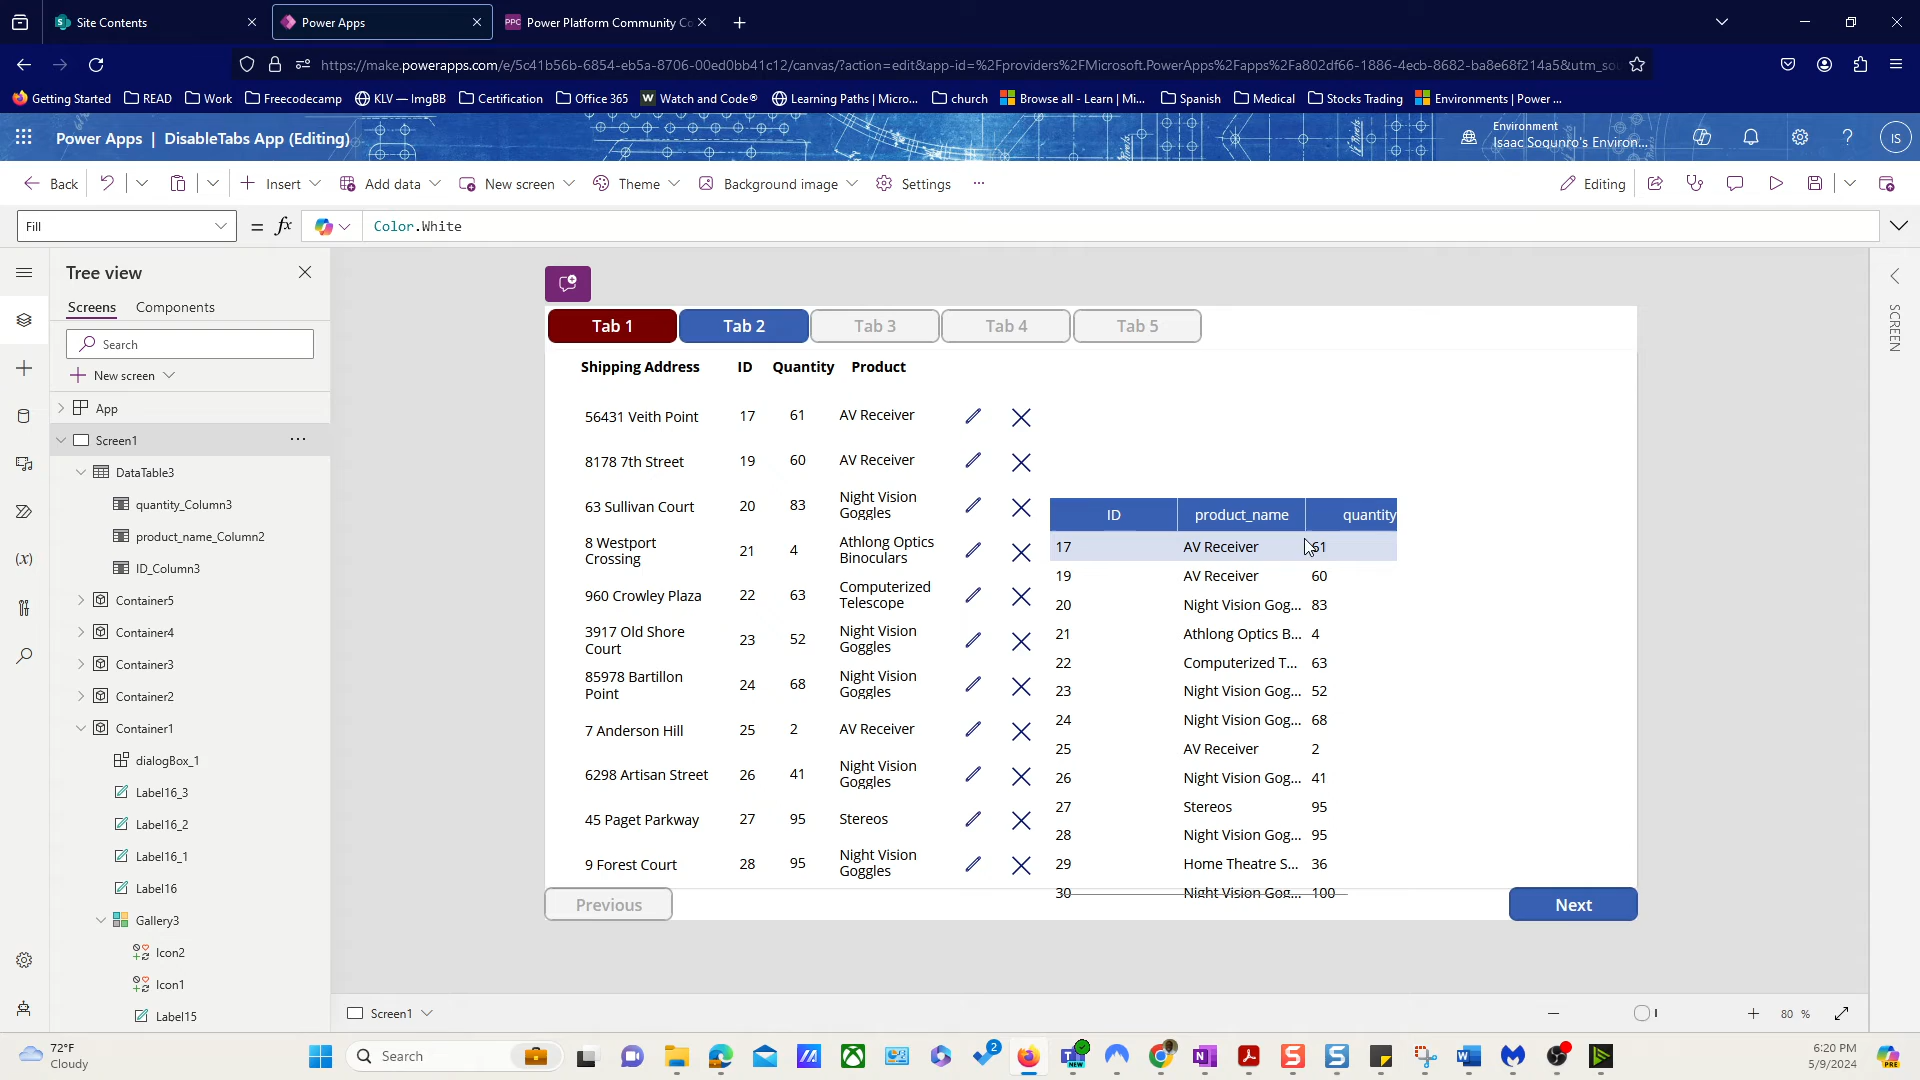 Site Contents
Power Apps
Power Platform Community Co
https://make.powerapps.com/e/5c41b56b-6854-eb5a-8706-00ed0bb41c12/canvas/?action=edit&app-id=%2Fproviders%2FMicrosoft.PowerApps%2Fapps%2Fa802df66-1886-4ecb-8682-ba8e68f214a5&utm_sou
Getting Started READ Work Freecodecamp KLV — ImgBB Certification Office 365 Watch and Code® Learning Paths | Micro... church Browse all - Learn | Mi... Spanish Medical Stocks Trading Environments | Power ...
Power Apps | DisableTabs App (Editing)
Environment
Isaac Sogunro's Environ...
IS
Back Insert Add data New screen Theme Background image Settings ... Editing
Fill = fx Color.White
Tree view
Screens Components
Search
New screen
App
Screen1 ...
DataTable3
quantity_Column3
product_name_Column2
ID_Column3
Container5
Container4
Container3
Container2
Container1
dialogBox_1
Label16_3
Label16_2
Label16_1
Label16
Gallery3
Icon2
Icon1
Label15
Tab 1 Tab 2 Tab 3 Tab 4 Tab 5
Shipping Address ID Quantity Product
56431 Veith Point 17 61 AV Receiver
8178 7th Street 19 60 AV Receiver
63 Sullivan Court 20 83 Night Vision
Goggles
8 Westport
Crossing 21 4 Athlong Optics
Binoculars
960 Crowley Plaza 22 63 Computerized
Telescope
3917 Old Shore
Court 23 52 Night Vision
Goggles
85978 Bartillon
Point 24 68 Night Vision
Goggles
7 Anderson Hill 25 2 AV Receiver
6298 Artisan Street 26 41 Night Vision
Goggles
45 Paget Parkway 27 95 Stereos
9 Forest Court 28 95 Night Vision
Goggles
ID product_name quantity
17 AV Receiver 61
19 AV Receiver 60
20 Night Vision Gog... 83
21 Athlong Optics B... 4
22 Computerized T... 63
23 Night Vision Gog... 52
24 Night Vision Gog... 68
25 AV Receiver 2
26 Night Vision Gog... 41
27 Stereos 95
28 Night Vision Gog... 95
29 Home Theatre S... 36
30 Night Vision Gog... 100
Previous
Next
SCREEN
Screen1
80 %
72°F
Cloudy
Search
2
NEW
6:20 PM
5/9/2024
PRE